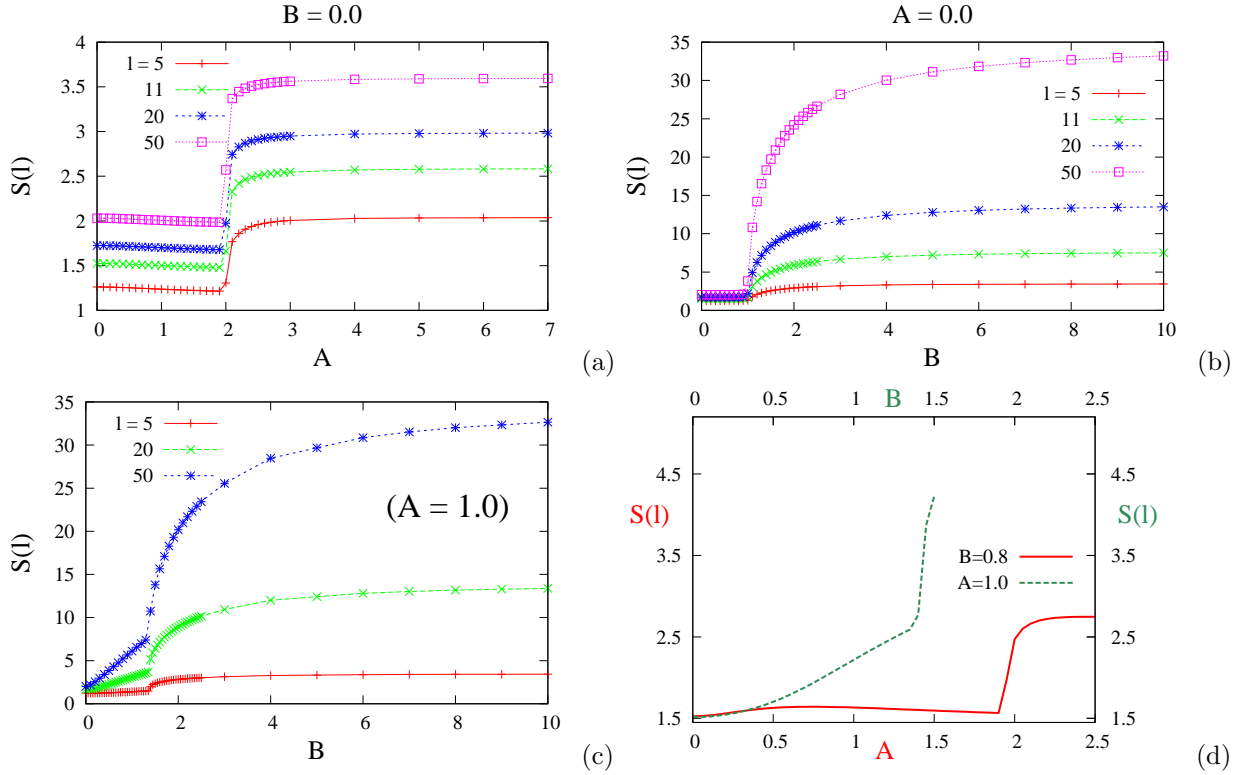 B = 0.0
4
3.5
3
2.5
2
1.5
1
S(l)
l = 5
11
20
50
0 1 2 3 4 5 6 7
A
(a)
A = 0.0
35
30
25
20
15
10
5
0
S(l)
l = 5
11
20
50
0 2 4 6 8 10
B
(b)
35
30
25
20
15
10
5
0
S(l)
l = 5
20
50
(A = 1.0)
0 2 4 6 8 10
B
(c)
0 0.5 1 1.5 2 2.5
B
4.5 4.5
S(l) S(l)
3.5 3.5
2.5 2.5
1.5 1.5
B=0.8
A=1.0
0 0.5 1 1.5 2 2.5
A
(d)